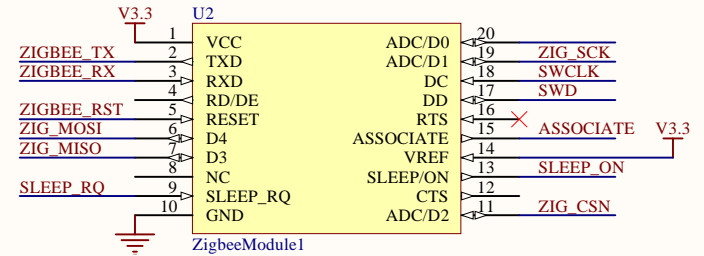 V3.3 U2
1 VCC ADC/D0 20
ZIGBEE_TX 2 TXD ADC/D1 19 ZIG_SCK
ZIGBEE_RX 3 RXD DC 18 SWCLK
4 RD/DE DD 17 SWD
ZIGBEE_RST 5 RESET RTS 16
ZIG_MOSI 6 D4 ASSOCIATE 15 ASSOCIATE V3.3
ZIG_MISO 7 D3 VREF 14
8 NC SLEEP/ON 13 SLEEP_ON
SLEEP_RQ 9 SLEEP_RQ CTS 12
10 GND ADC/D2 11 ZIG_CSN
ZigbeeModule1